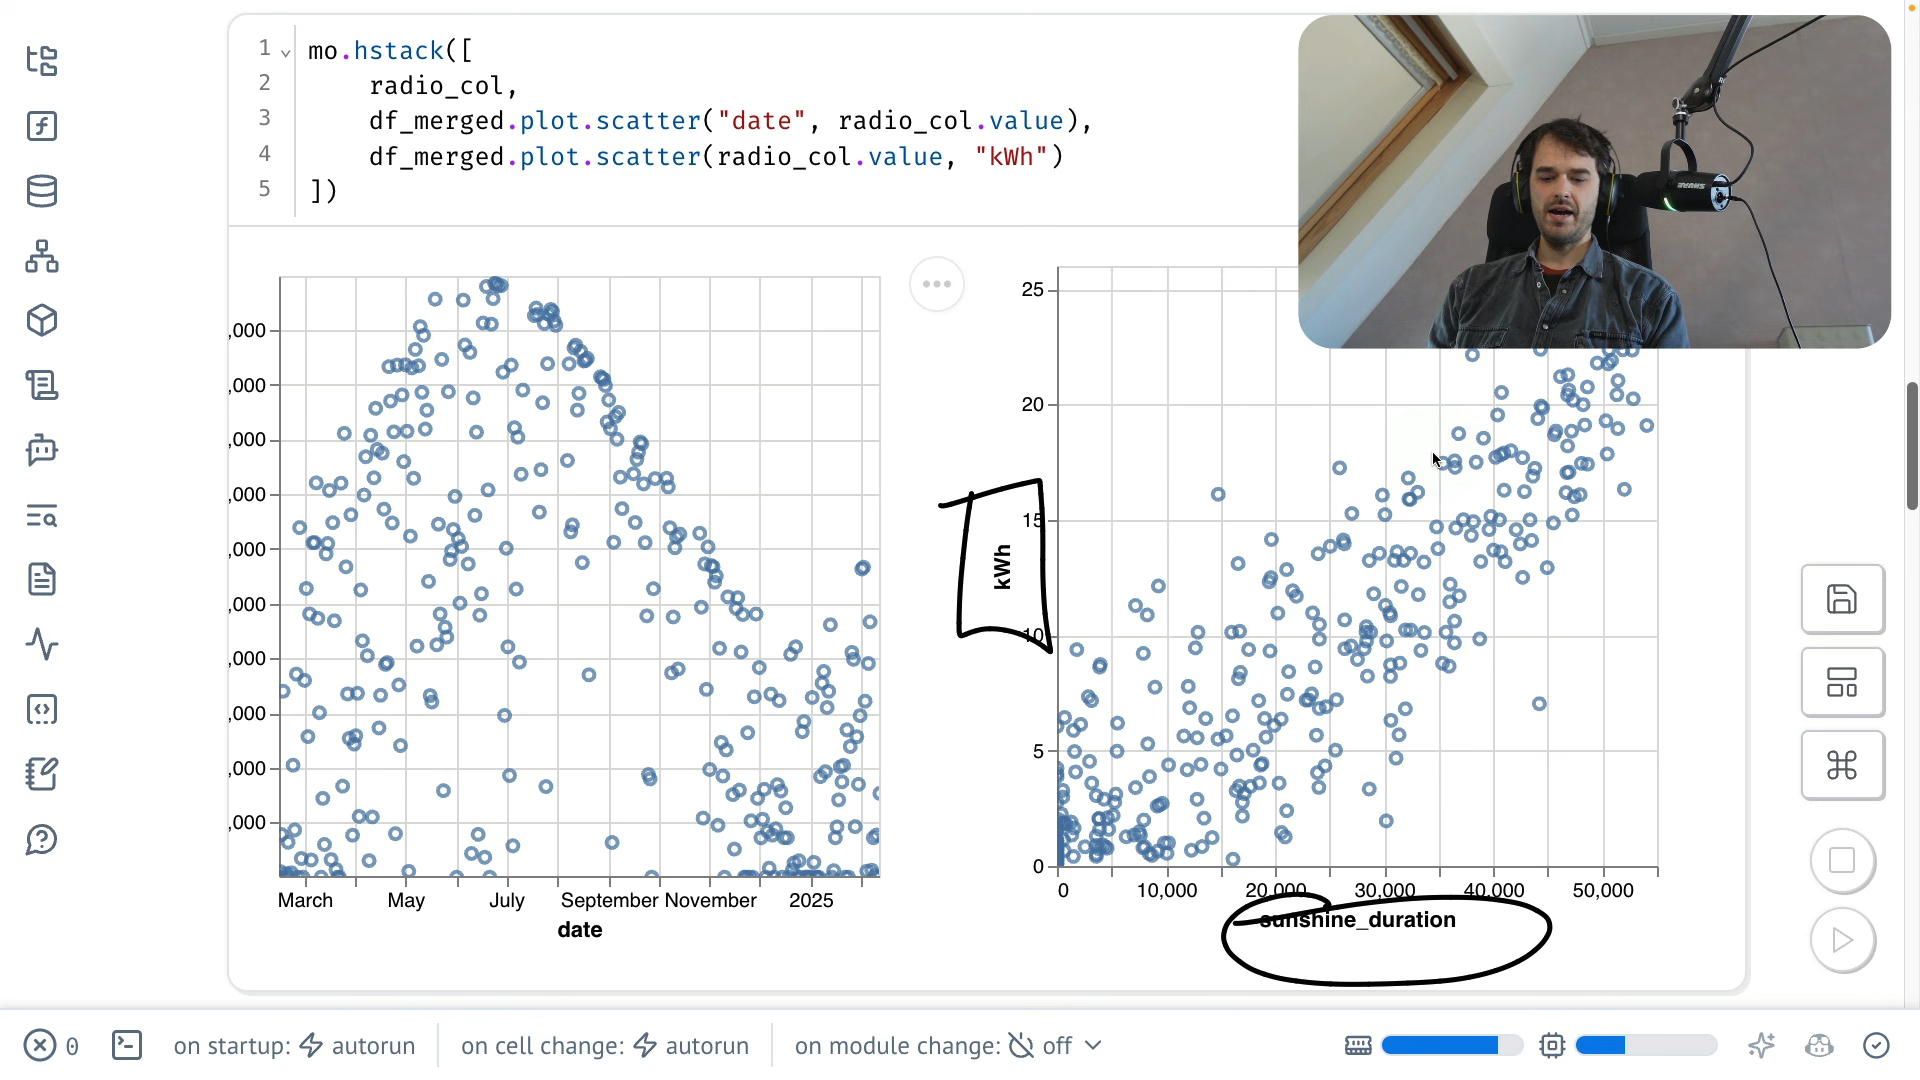 1 mo.hstack([
2 radio_col,
3 df_merged.plot.scatter("date", radio_col.value),
4 df_merged.plot.scatter(radio_col.value, "kWh")
5 ])
,000
,000
,000
,000
,000
,000
,000
,000
,000
,000
March May July September November 2025
date
25
20
15
10
5
0
kWh
0 10,000 20,000 30,000 40,000 50,000
sunshine_duration
SHURE
0 on startup: autorun on cell change: autorun on module change: off